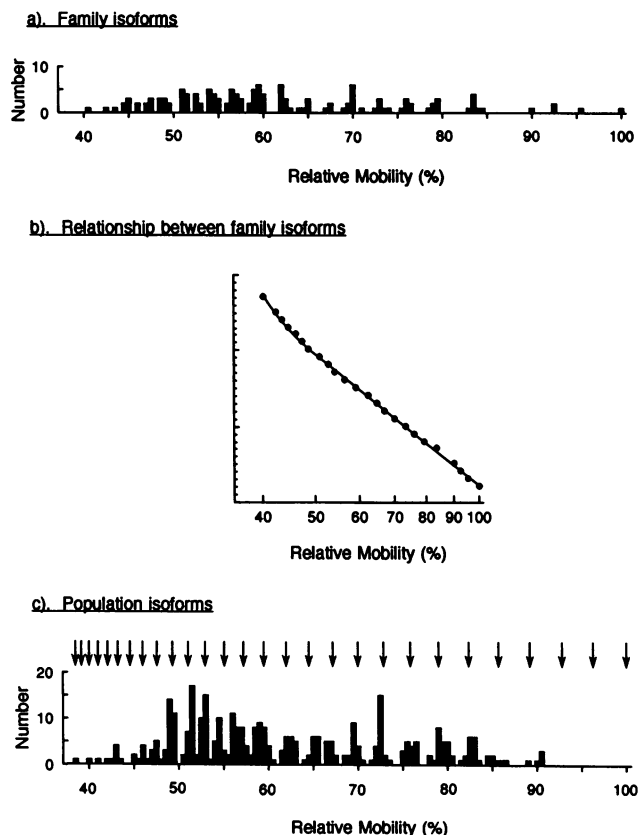 a). Family isoforms
10
5
0
Number
40 50 60 70 80 90 100
Relative Mobility (%)
b). Relationship between family isoforms
40 50 60 70 80 90 100
Relative Mobility (%)
c). Population isoforms
20
10
0
Number
40 50 60 70 80 90 100
Relative Mobility (%)